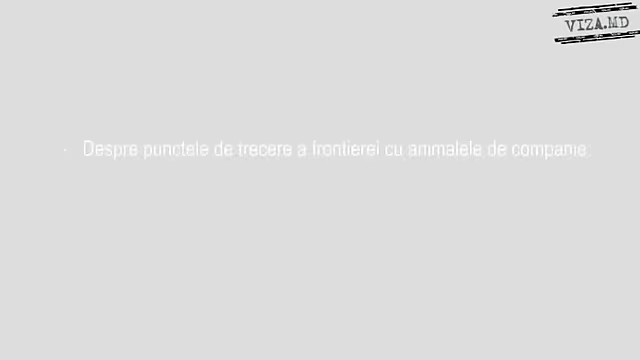 VIZA.MD
- Despre punctele de trecere a frontierei cu animalele de companie: